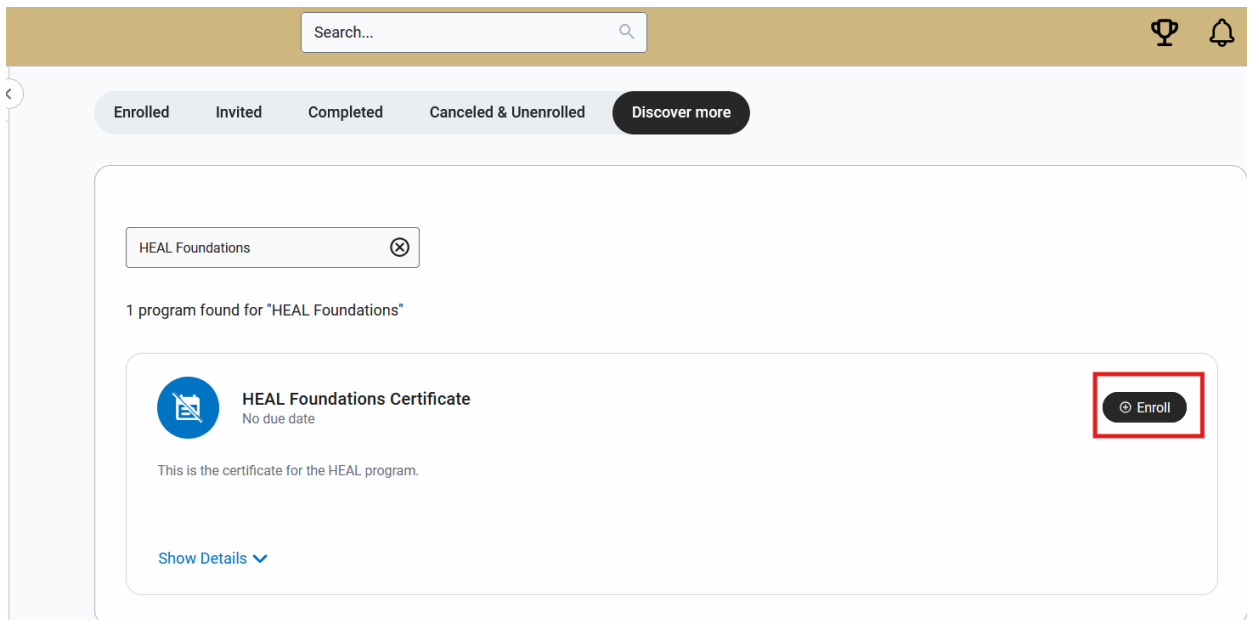 Search...
Enrolled Invited Completed Canceled & Unenrolled Discover more
HEAL Foundations
1 program found for "HEAL Foundations"
HEAL Foundations Certificate
No due date
Enroll
This is the certificate for the HEAL program.
Show Details